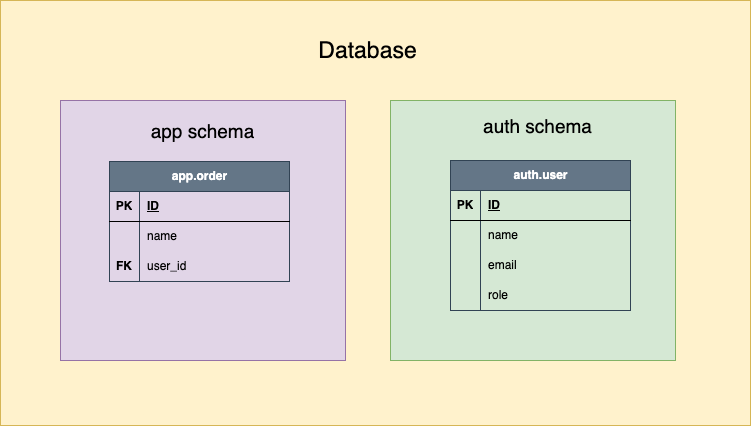 Database
app schema
app.order
PK ID
name
FK user_id
auth schema
auth.user
PK ID
name
email
role